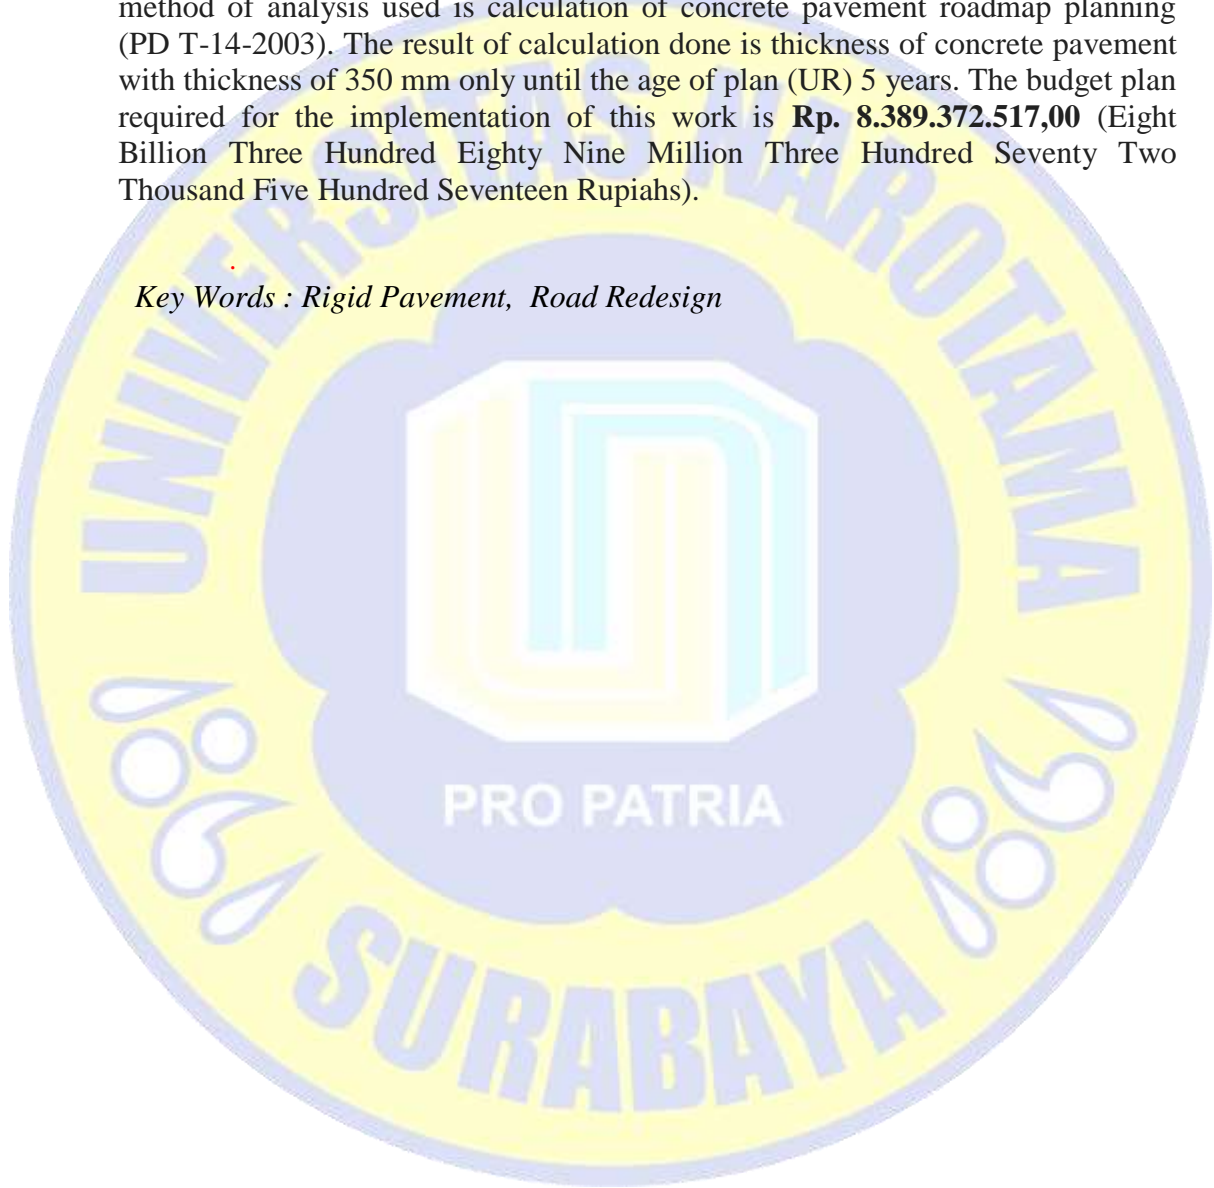 method of analysis used is calculation of concrete pavement roadmap planning
(PD T-14-2003). The result of calculation done is thickness of concrete pavement
with thickness of 350 mm only until the age of plan (UR) 5 years. The budget plan
required for the implementation of this work is Rp. 8.389.372.517,00 (Eight
Billion Three Hundred Eighty Nine Million Three Hundred Seventy Two
Thousand Five Hundred Seventeen Rupiahs).
.
Key Words : Rigid Pavement, Road Redesign
UNIVERSITAS NAROTAMA
PRO PATRIA
SURABAYA